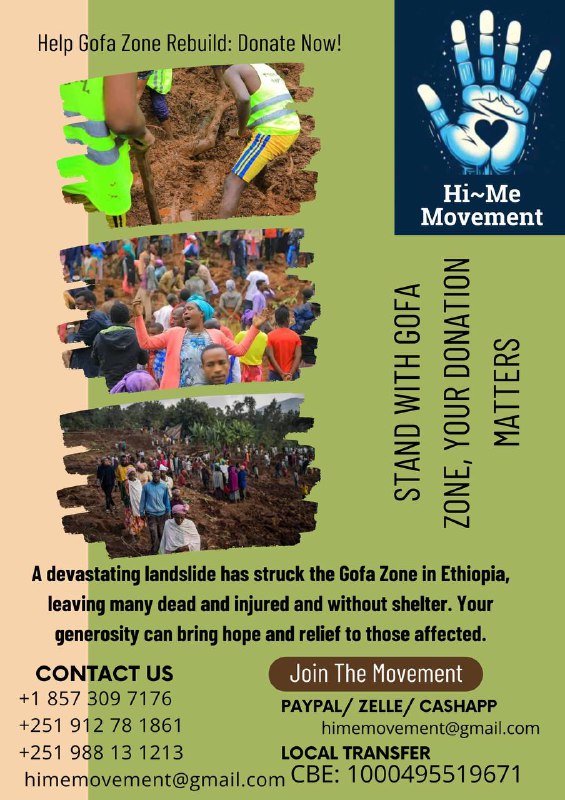 Help Gofa Zone Rebuild: Donate Now!
Hi~Me
Movement
STAND WITH GOFA
ZONE, YOUR DONATION
MATTERS
A devastating landslide has struck the Gofa Zone in Ethiopia,
leaving many dead and injured and without shelter. Your
generosity can bring hope and relief to those affected.
CONTACT US
+1 857 309 7176
+251 912 78 1861
+251 988 13 1213
himemovement@gmail.com
Join The Movement
PAYPAL/ ZELLE/ CASHAPP
himemovement@gmail.com
LOCAL TRANSFER
CBE: 1000495519671